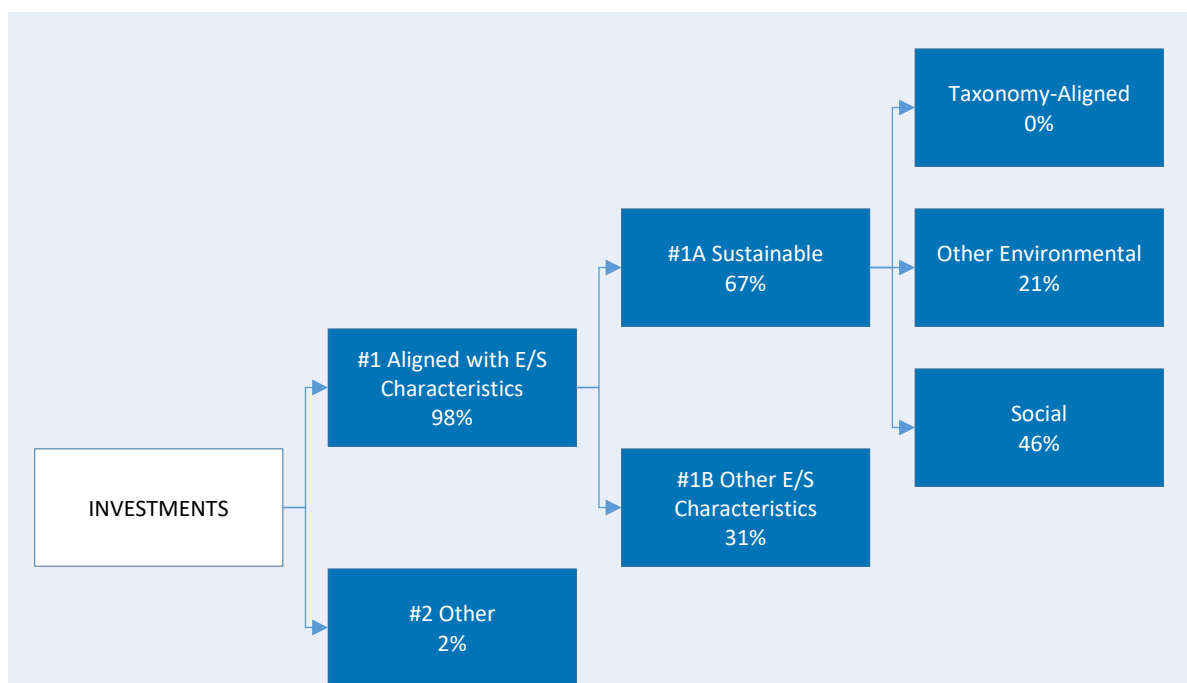 INVESTMENTS
#1 Aligned with E/S
Characteristics
98%
#2 Other
2%
#1A Sustainable
67%
#1B Other E/S
Characteristics
31%
Taxonomy-Aligned
0%
Other Environmental
21%
Social
46%